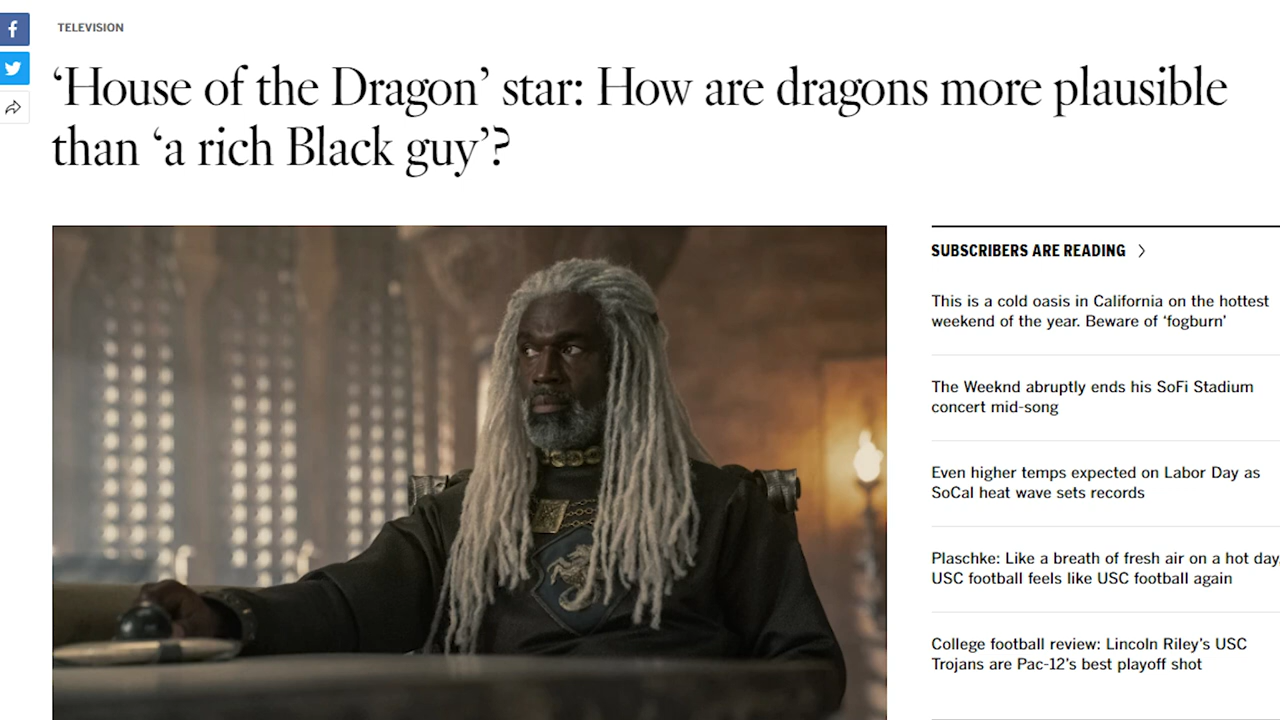 TELEVISION
‘House of the Dragon’ star: How are dragons more plausible
than ‘a rich Black guy’?
SUBSCRIBERS ARE READING
This is a cold oasis in California on the hottest
weekend of the year. Beware of ‘fogburn’
The Weeknd abruptly ends his SoFi Stadium
concert mid-song
Even higher temps expected on Labor Day as
SoCal heat wave sets records
Plaschke: Like a breath of fresh air on a hot day,
USC football feels like USC football again
College football review: Lincoln Riley’s USC
Trojans are Pac-12’s best playoff shot